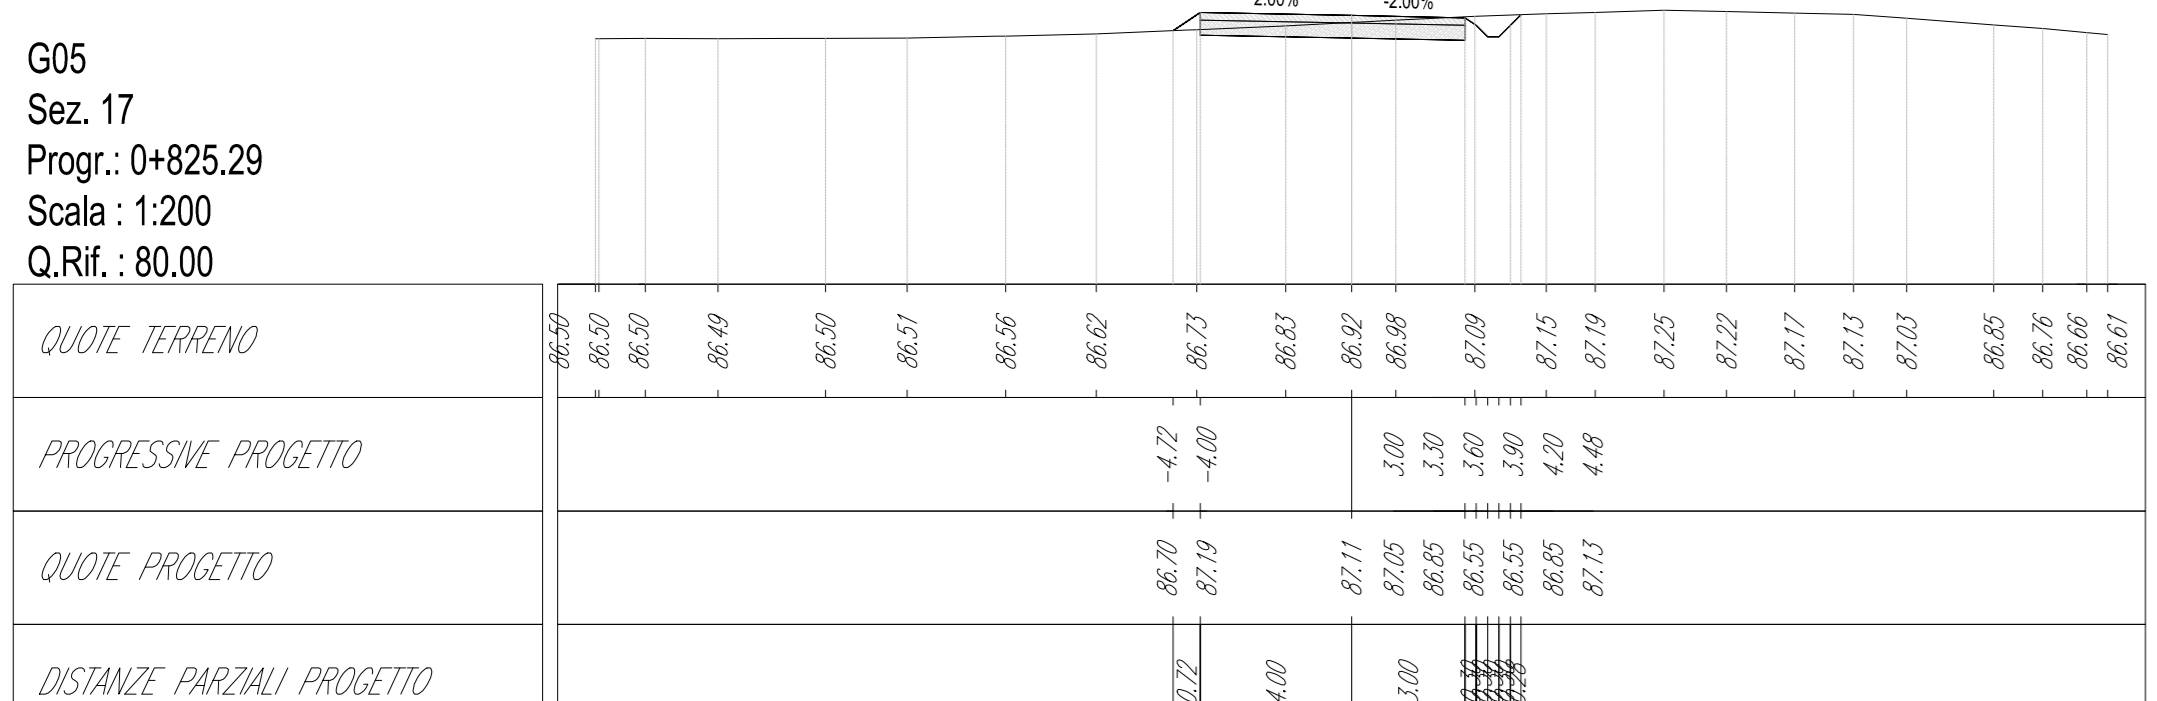 2.00% -2.00%
G05
Sez. 17
Progr.: 0+825.29
Scala : 1:200
Q.Rif. : 80.00
QUOTE TERRENO 86.50 86.50 86.50 86.49 86.50 86.51 86.56 86.62 86.73 86.83 86.92 86.98 87.09 87.15 87.19 87.25 87.22 87.17 87.13 87.03 86.85 86.76 86.66 86.61
PROGRESSIVE PROGETTO -4.72 -4.00 3.00 3.30 3.60 3.90 4.20 4.48
QUOTE PROGETTO 86.70 87.19 87.11 87.05 86.85 86.55 86.55 86.85 87.13
DISTANZE PARZIALI PROGETTO 0.72 4.00 3.00